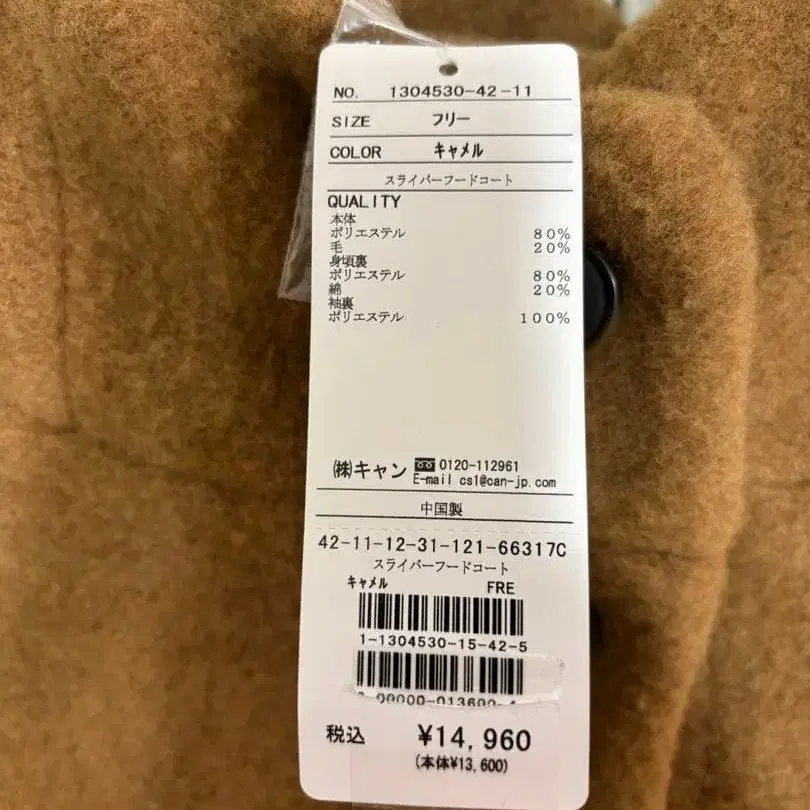 NO. 1304530-42-11
SIZE フリー
COLOR キャメル
スライバーフードコート
QUALITY
本体
ポリエステル 80%
毛 20%
身頃裏
ポリエステル 80%
綿 20%
袖裏
ポリエステル 100%
㈱キャン 0120-112961
E-mail cs1@can-jp.com
中国製
42-11-12-31-121-66317C
スライバーフードコート
キャメル FRE
1-1304530-15-42-5
00000-013600-
税込 ¥14,960
(本体¥13,600)